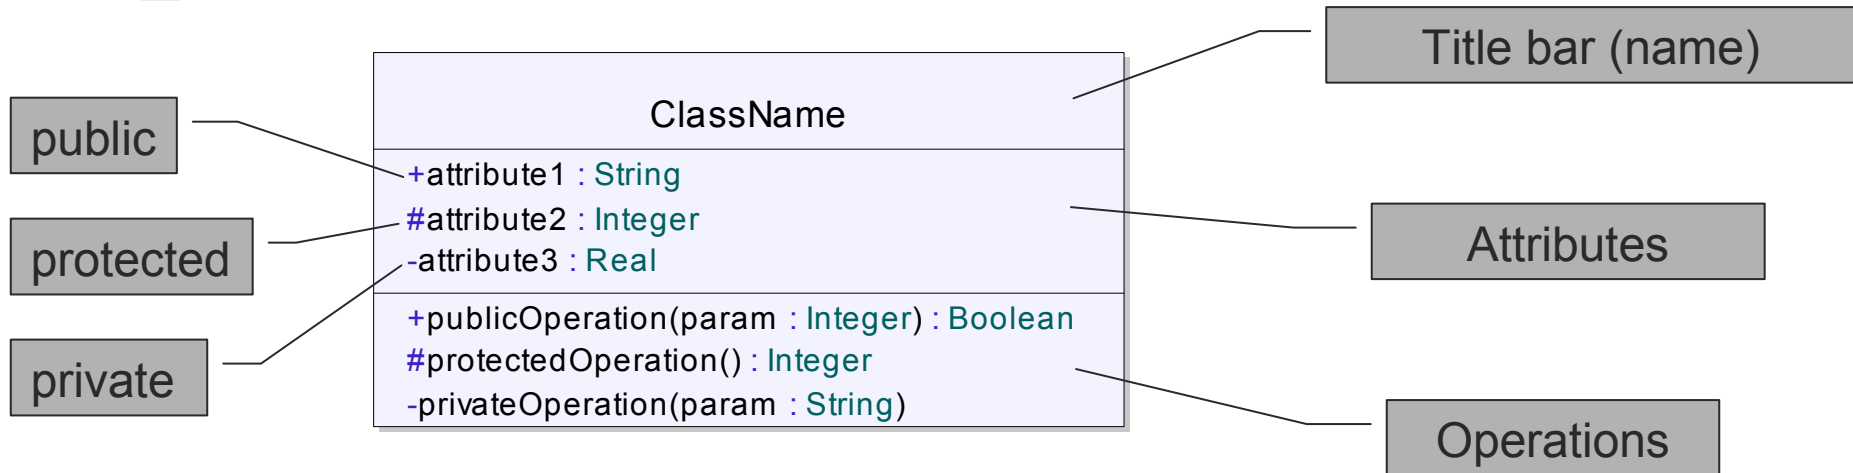 Title bar (name)
ClassName
public
+attribute1 : String
#attribute2 : Integer
-attribute3 : Real
protected
Attributes
+publicOperation(param : Integer) : Boolean
#protectedOperation() : Integer
-privateOperation(param : String)
private
Operations